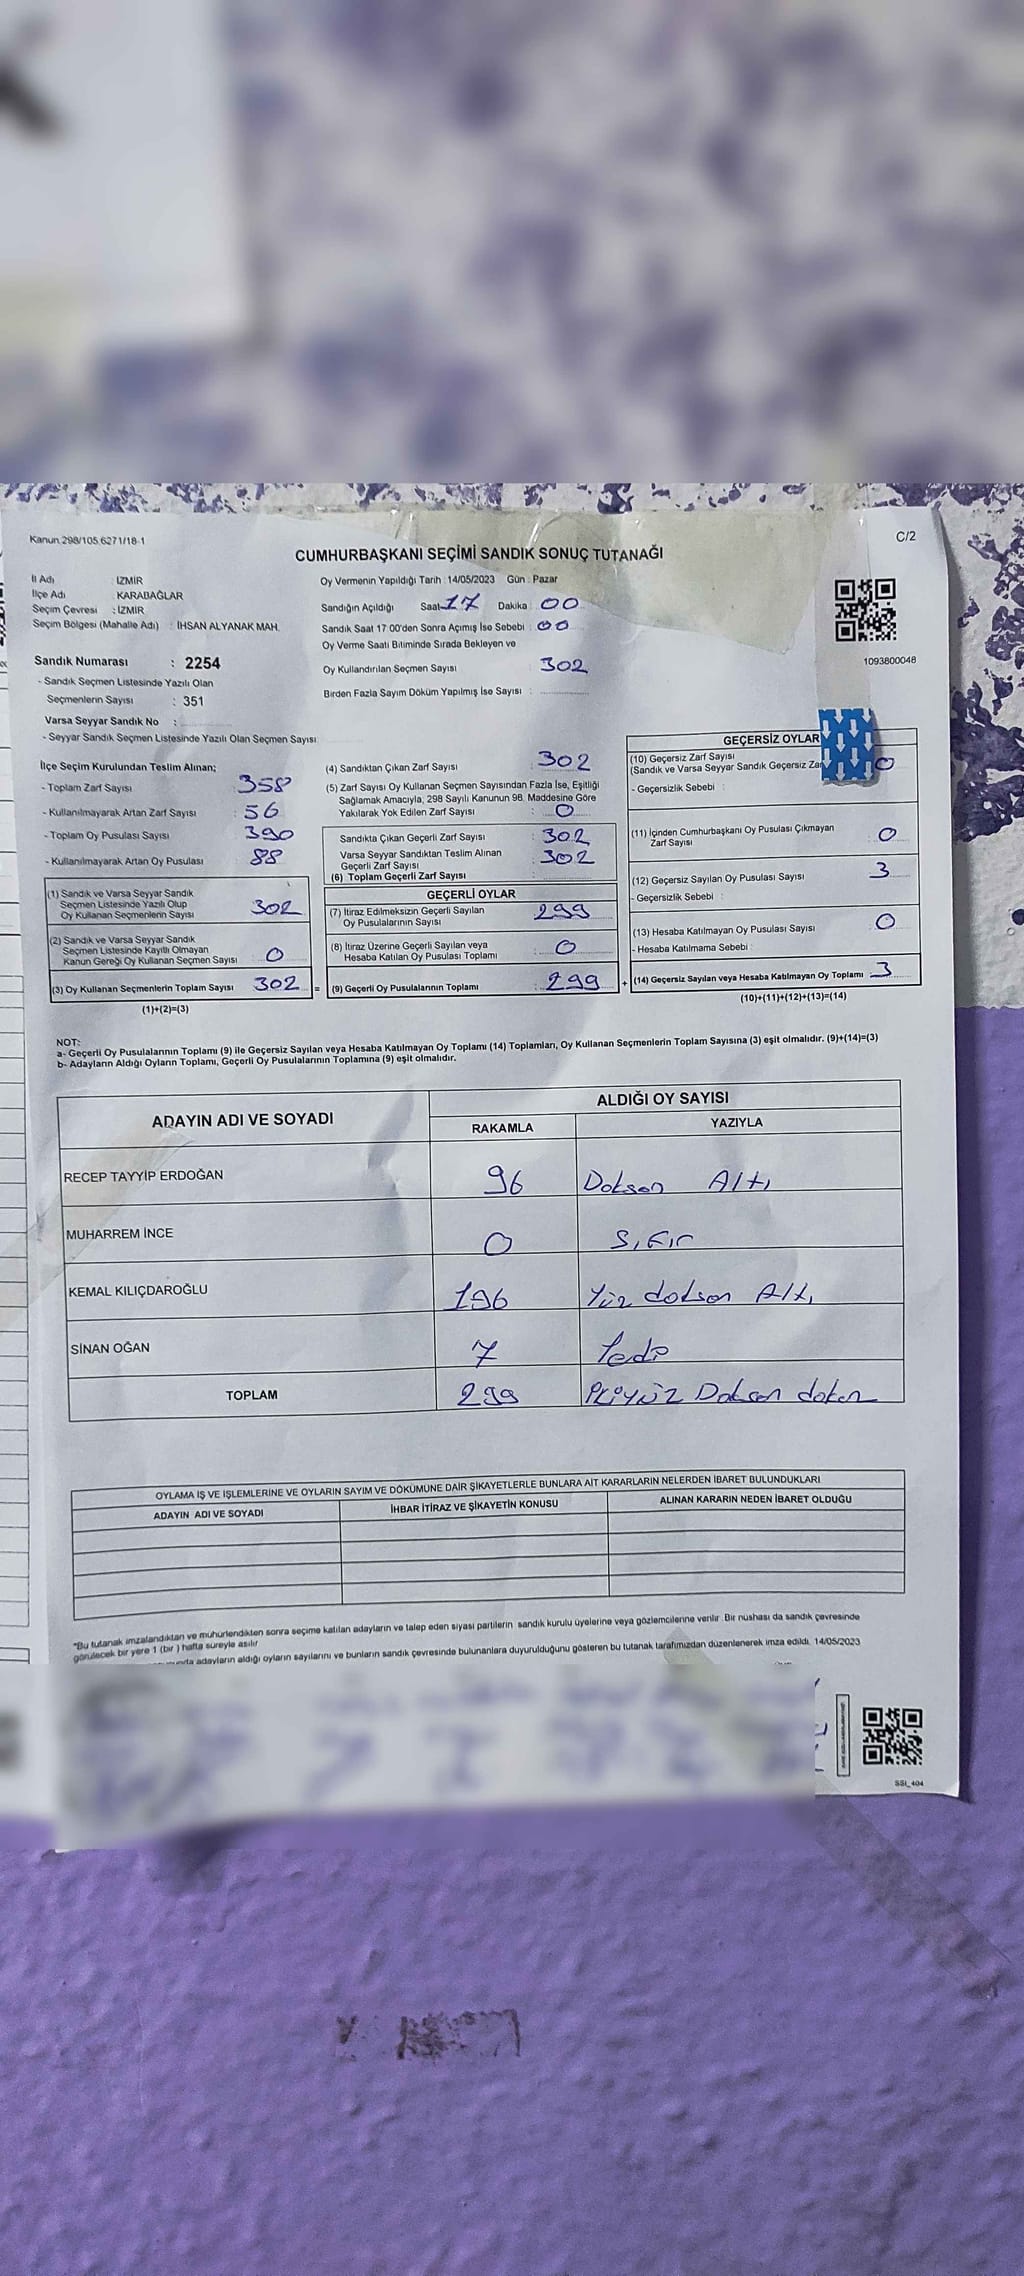 Kanun 298/105 6271/18-1
C/2
CUMHURBAŞKANI SEÇİMİ SANDIK SONUÇ TUTANAĞI
İl Adı : İZMİR
İlçe Adı : KARABAĞLAR
Seçim Çevresi : İZMİR
Seçim Bölgesi (Mahalle Adı) : İHSAN ALYANAK MAH.
Oy Vermenin Yapıldığı Tarih : 14/05/2023 Gün : Pazar
Sandığın Açıldığı Saat 17 Dakika : 00
Sandık Saat 17:00'den Sonra Açımış İse Sebebi : 00
Oy Verme Saati Bitiminde Sırada Bekleyen ve
Oy Kullandırılan Seçmen Sayısı : 302
Birden Fazla Sayım Döküm Yapılmış İse Sayısı :
1093800048
Sandık Numarası : 2254
- Sandık Seçmen Listesinde Yazılı Olan
Seçmenlerin Sayısı : 351
Varsa Seyyar Sandık No :
- Seyyar Sandık Seçmen Listesinde Yazılı Olan Seçmen Sayısı
İlçe Seçim Kurulundan Teslim Alınan;
- Toplam Zarf Sayısı : 358
- Kullanılmayarak Artan Zarf Sayısı : 56
- Toplam Oy Pusulası Sayısı : 390
- Kullanılmayarak Artan Oy Pusulası : 88
(1) Sandık ve Varsa Seyyar Sandık
Seçmen Listesinde Yazılı Olup
Oy Kullanan Seçmenlerin Sayısı 302
(2) Sandık ve Varsa Seyyar Sandık
Seçmen Listesinde Kayıtlı Olmayan
Kanun Gereği Oy Kullanan Seçmen Sayısı : 0
(3) Oy Kullanan Seçmenlerin Toplam Sayısı 302 =
(1)+(2)=(3)
(4) Sandıktan Çıkan Zarf Sayısı : 302
(5) Zarf Sayısı Oy Kullanan Seçmen Sayısından Fazla İse, Eşitliği
Sağlamak Amacıyla, 298 Sayılı Kanunun 98. Maddesine Göre
Yakılarak Yok Edilen Zarf Sayısı : 0
Sandıkta Çıkan Geçerli Zarf Sayısı : 302
Varsa Seyyar Sandıktan Teslim Alınan
Geçerli Zarf Sayısı : 302
(6) Toplam Geçerli Zarf Sayısı
GEÇERLİ OYLAR
(7) İtiraz Edilmeksizin Geçerli Sayılan
Oy Pusulalarının Sayısı : 299
(8) İtiraz Üzerine Geçerli Sayılan veya
Hesaba Katılan Oy Pusulası Toplamı : 0
(9) Geçerli Oy Pusulalarının Toplamı : 299 +
GEÇERSİZ OYLAR
(10) Geçersiz Zarf Sayısı
(Sandık ve Varsa Seyyar Sandık Geçersiz Zar 0
- Geçersizlik Sebebi :
(11) İçinden Cumhurbaşkanı Oy Pusulası Çıkmayan
Zarf Sayısı : 0
(12) Geçersiz Sayılan Oy Pusulası Sayısı : 3
- Geçersizlik Sebebi :
(13) Hesaba Katılmayan Oy Pusulası Sayısı : 0
- Hesaba Katılmama Sebebi :
(14) Geçersiz Sayılan veya Hesaba Katılmayan Oy Toplamı : 3
(10)+(11)+(12)+(13)=(14)
NOT:
a- Geçerli Oy Pusulalarının Toplamı (9) ile Geçersiz Sayılan veya Hesaba Katılmayan Oy Toplamı (14) Toplamları, Oy Kullanan Seçmenlerin Toplam Sayısına (3) eşit olmalıdır. (9)+(14)=(3)
b- Adayların Aldığı Oyların Toplamı, Geçerli Oy Pusulalarının Toplamına (9) eşit olmalıdır.
ADAYIN ADI VE SOYADI
ALDIĞI OY SAYISI
RAKAMLA YAZIYLA
RECEP TAYYİP ERDOĞAN 96 Doksan Altı
MUHARREM İNCE 0 Sıfır
KEMAL KILIÇDAROĞLU 196 Yüz doksan Altı
SİNAN OĞAN 7 Yedi
TOPLAM 299 İkiyüz Doksan dokuz
OYLAMA İŞ VE İŞLEMLERİNE VE OYLARIN SAYIM VE DÖKÜMÜNE DAİR ŞİKAYETLERLE BUNLARA AİT KARARLARIN NELERDEN İBARET BULUNDUKLARI
ADAYIN ADI VE SOYADI
İHBAR İTİRAZ VE ŞİKAYETİN KONUSU
ALINAN KARARIN NEDEN İBARET OLDUĞU
*Bu tutanak imzalandıktan ve mühürlendikten sonra seçime katılan adayların ve talep eden siyasi partilerin sandık kurulu üyelerine veya gözlemcilerine verilir. Bir nüshası da sandık çevresinde
görülecek bir yere 1 (bir ) hafta süreyle asılır
adayların aldığı oyların sayılarını ve bunların sandık çevresinde bulunanlara duyurulduğunu gösteren bu tutanak tarafımızdan düzenlenerek imza edildi. 14/05/2023
SSI_404